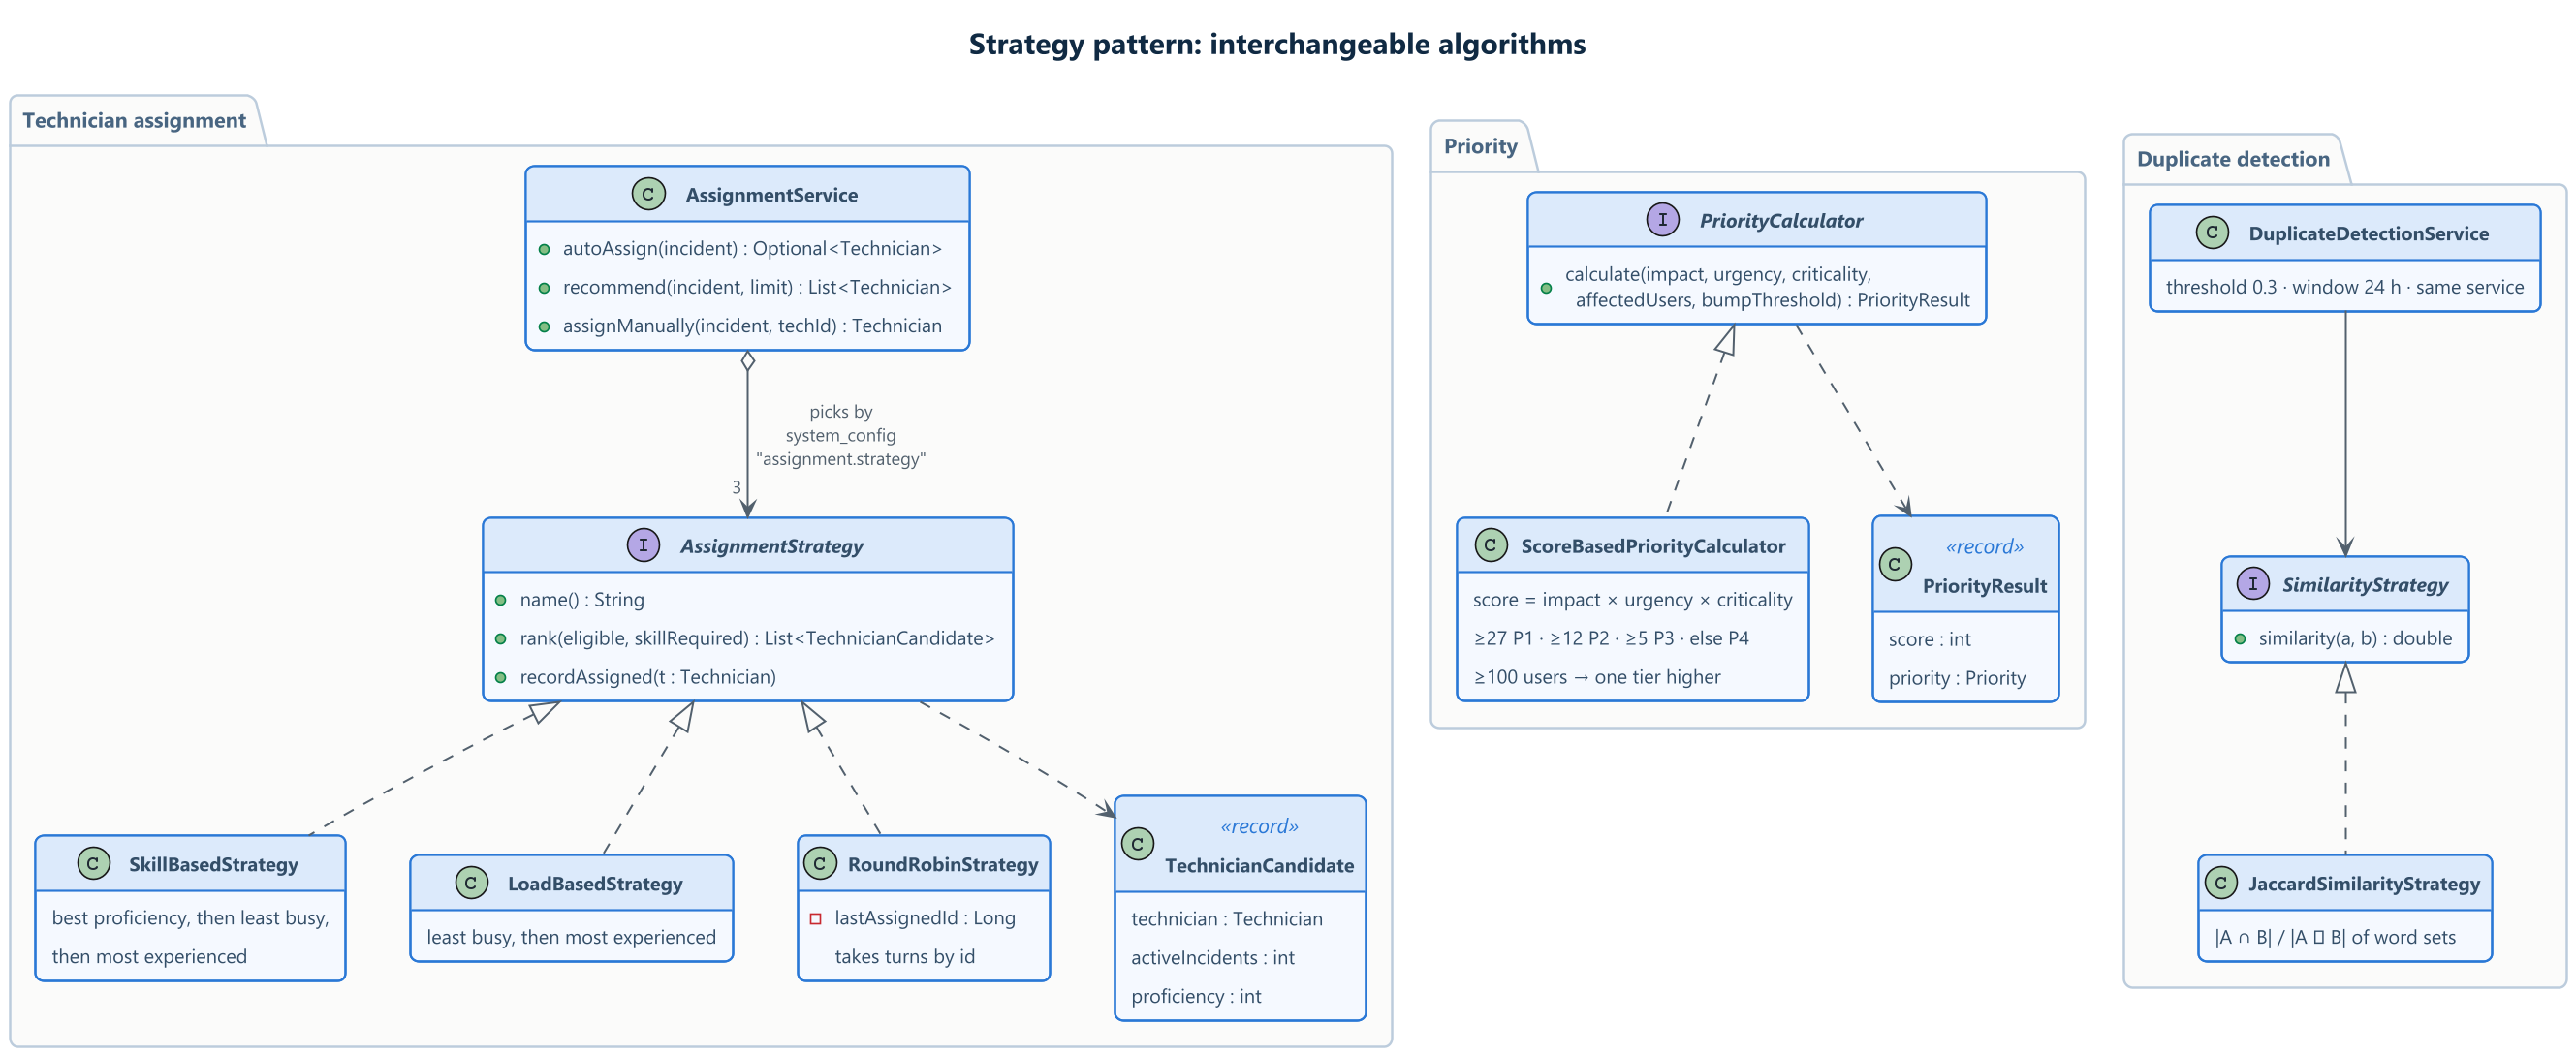 Strategy pattern: interchangeable algorithms
Technician assignment
C AssignmentService
autoAssign(incident) : Optional<Technician>
recommend(incident, limit) : List<Technician>
assignManually(incident, techId) : Technician
picks by
system_config
"assignment.strategy"
3
I AssignmentStrategy
name() : String
rank(eligible, skillRequired) : List<TechnicianCandidate>
recordAssigned(t : Technician)
C SkillBasedStrategy
best proficiency, then least busy,
then most experienced
C LoadBasedStrategy
least busy, then most experienced
C RoundRobinStrategy
lastAssignedId : Long
takes turns by id
«record»
C TechnicianCandidate
technician : Technician
activeIncidents : int
proficiency : int
Priority
I PriorityCalculator
calculate(impact, urgency, criticality,
affectedUsers, bumpThreshold) : PriorityResult
C ScoreBasedPriorityCalculator
score = impact × urgency × criticality
≥27 P1 · ≥12 P2 · ≥5 P3 · else P4
≥100 users → one tier higher
«record»
C PriorityResult
score : int
priority : Priority
Duplicate detection
C DuplicateDetectionService
threshold 0.3 · window 24 h · same service
I SimilarityStrategy
similarity(a, b) : double
C JaccardSimilarityStrategy
|A ∩ B| / |A ▯ B| of word sets